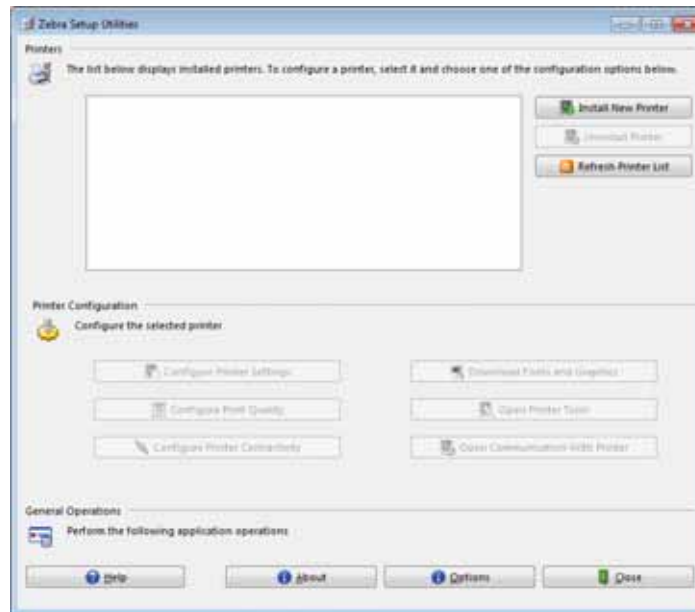 Zebra Setup Utilities
Printers
The list below displays installed printers. To configure a printer, select it and choose one of the configuration options below.
Install New Printer
Uninstall Printer
Refresh Printer List
Printer Configuration
Configure the selected printer
Configure Printer Settings
Download Fonts and Graphics
Configure Print Quality
Open Printer Tools
Configure Printer Connectivity
Open Communication With Printer
General Operations
Perform the following application operations
Help
About
Options
Close